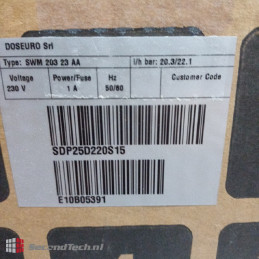 DOSEURO Srl
Type: SWM 203 23 AA l/h bar: 20.3/22.1
Voltage Power/Fuse Hz Customer Code
230 V 1 A 50/60
SDP25D220S15
E10B05391
SecondTech.nl